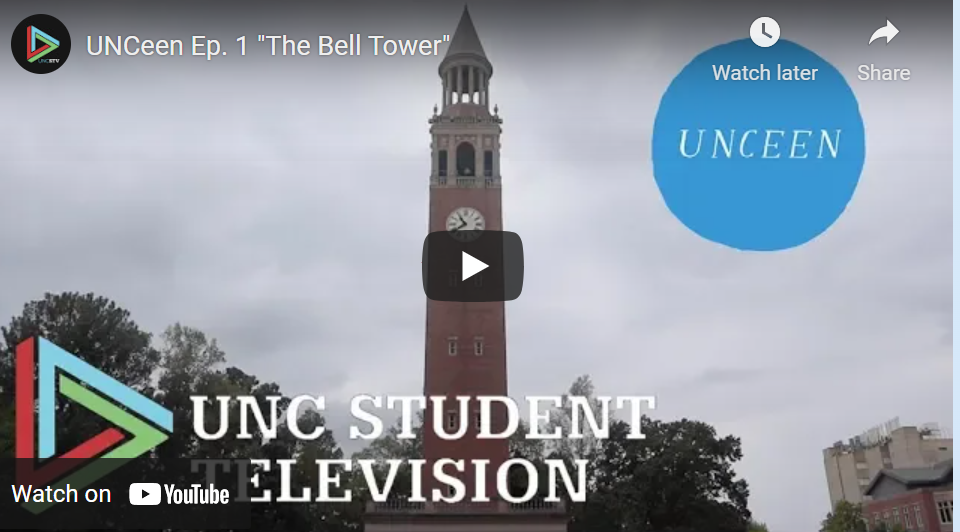 UNCeen Ep. 1 "The Bell Tower"
Watch later
Share
UNCEEN
UNC STUDENT
TELEVISION
Watch on YouTube